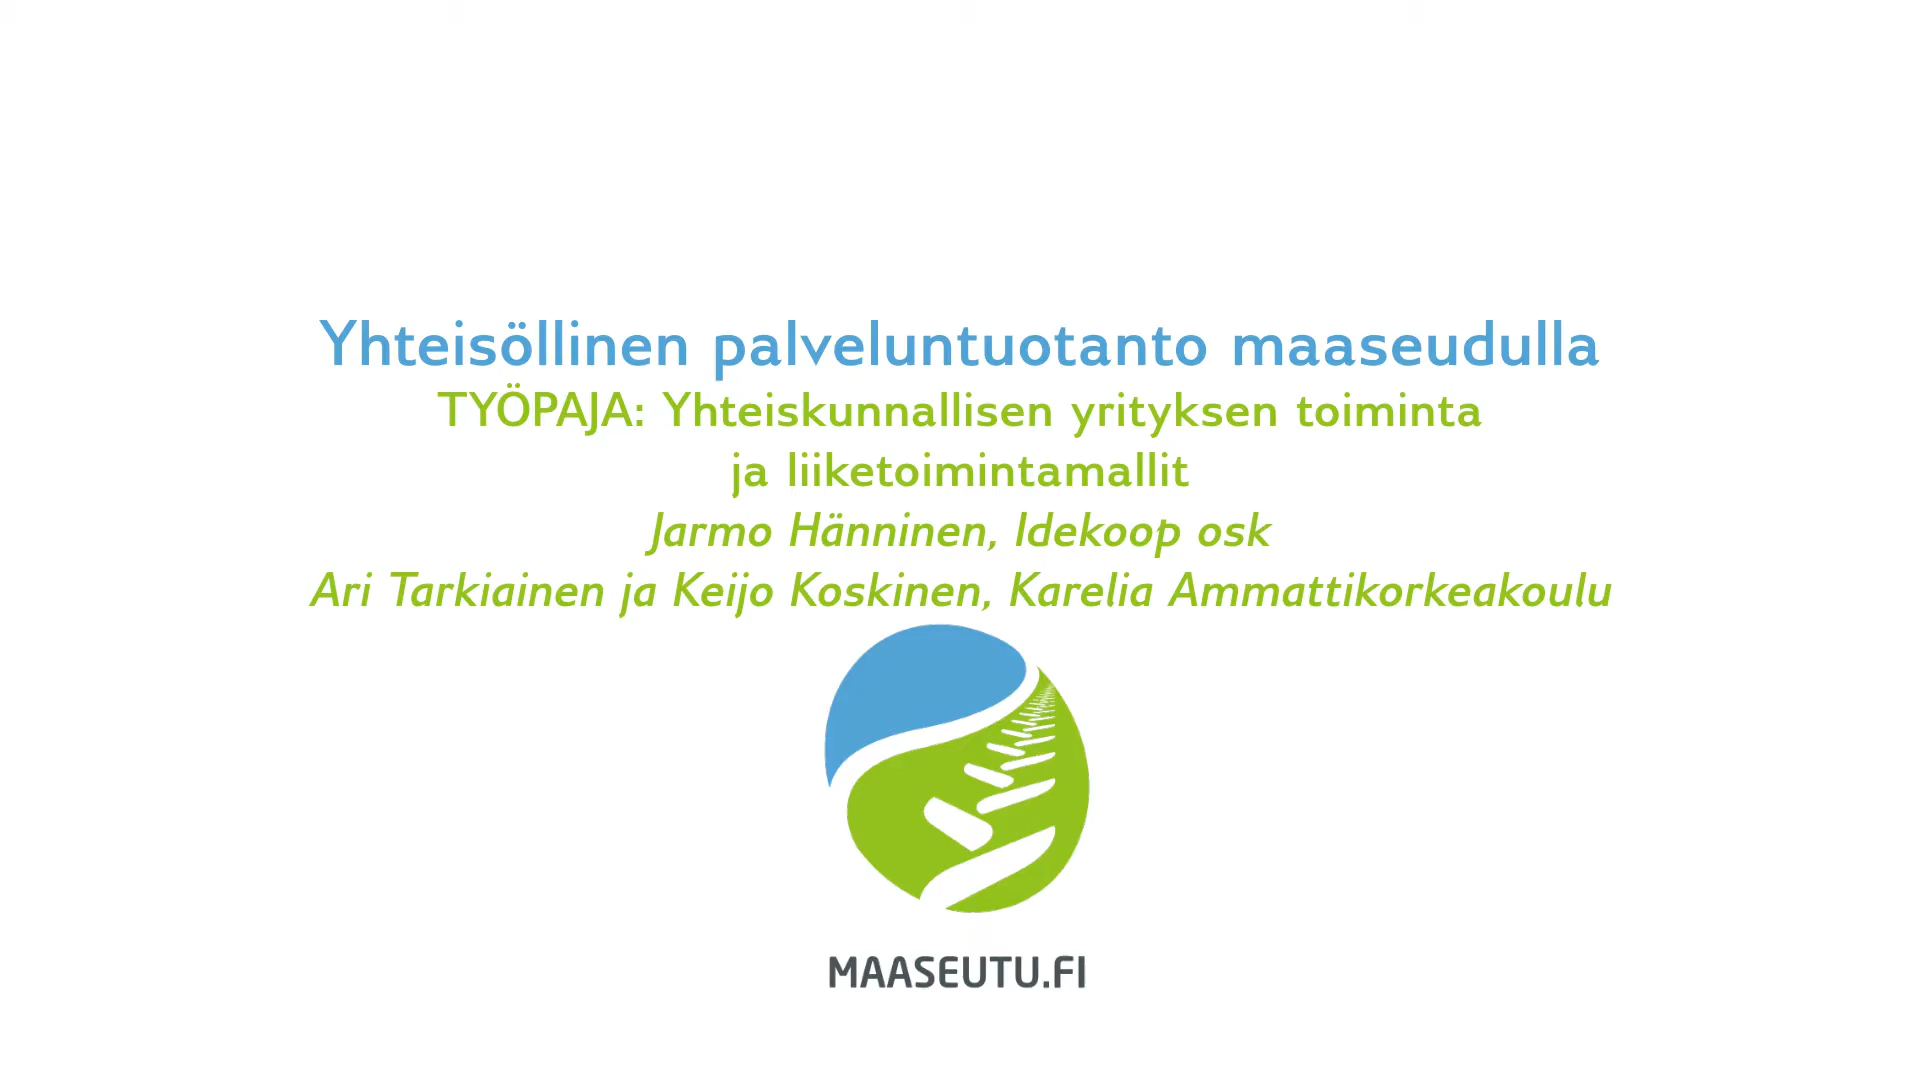 Yhteisöllinen palveluntuotanto maaseudulla
TYÖPAJA: Yhteiskunnallisen yrityksen toiminta
ja liiketoimintamallit
Jarmo Hänninen, Idekoop osk
Ari Tarkiainen ja Keijo Koskinen, Karelia Ammattikorkeakoulu
MAASEUTU.FI